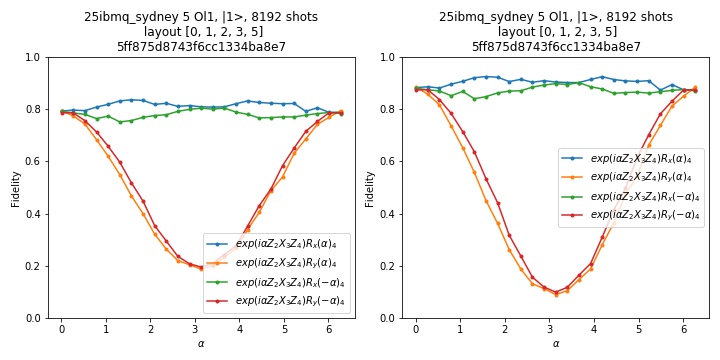 25ibmq_sydney 5 Ol1, |1>, 8192 shots
layout [0, 1, 2, 3, 5]
5ff875d8743f6cc1334ba8e7
1.0
0.8
0.6
0.4
0.2
0.0
Fidelity
0 1 2 3 4 5 6
α
exp(iαZ₂X₃Z₄)Rₓ(α)₄
exp(iαZ₂X₃Z₄)Rᵧ(α)₄
exp(iαZ₂X₃Z₄)Rₓ(−α)₄
exp(iαZ₂X₃Z₄)Rᵧ(−α)₄
25ibmq_sydney 5 Ol1, |1>, 8192 shots
layout [0, 1, 2, 3, 5]
5ff875d8743f6cc1334ba8e7
1.0
0.8
0.6
0.4
0.2
0.0
Fidelity
0 1 2 3 4 5 6
α
exp(iαZ₂X₃Z₄)Rₓ(α)₄
exp(iαZ₂X₃Z₄)Rᵧ(α)₄
exp(iαZ₂X₃Z₄)Rₓ(−α)₄
exp(iαZ₂X₃Z₄)Rᵧ(−α)₄